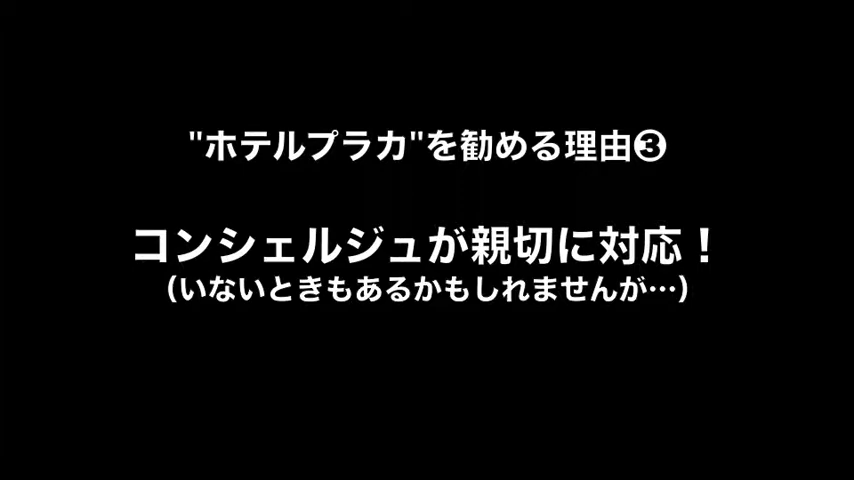 "ホテルプラカ"を勧める理由❸
コンシェルジュが親切に対応！
（いないときもあるかもしれませんが…）